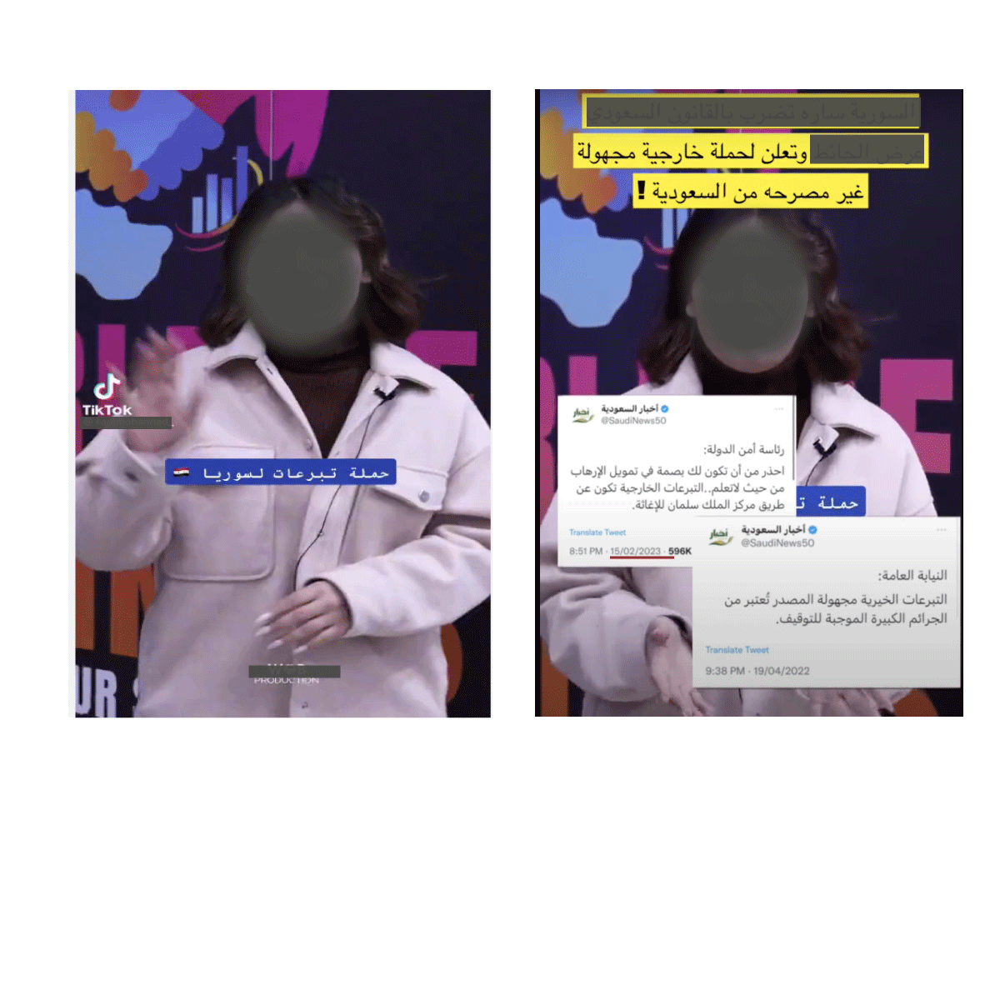 TikTok
حملة تبرعات لسوريا
PRODUCTION
UR
السورية ساره تضرب بالقانون السعودي
عرض الحائط وتعلن لحملة خارجية مجهولة
غير مصرحه من السعودية !
أخبار السعودية
@SaudiNews50
رئاسة أمن الدولة:
احذر من أن تكون لك بصمة في تمويل الإرهاب
من حيث لاتعلم..التبرعات الخارجية تكون عن
طريق مركز الملك سلمان للإغاثة.
Translate Tweet
8:51 PM · 15/02/2023 · 596K
حملة
أخبار السعودية
@SaudiNews50
النيابة العامة:
التبرعات الخيرية مجهولة المصدر تُعتبر من
الجرائم الكبيرة الموجبة للتوقيف.
Translate Tweet
9:38 PM · 19/04/2022